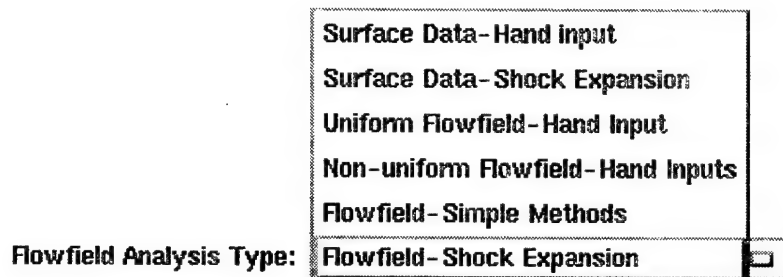 Surface Data-Hand input
Surface Data-Shock Expansion
Uniform Flowfield-Hand Input
Non-uniform Flowfield-Hand Inputs
Flowfield-Simple Methods
Flowfield Analysis Type: Flowfield-Shock Expansion